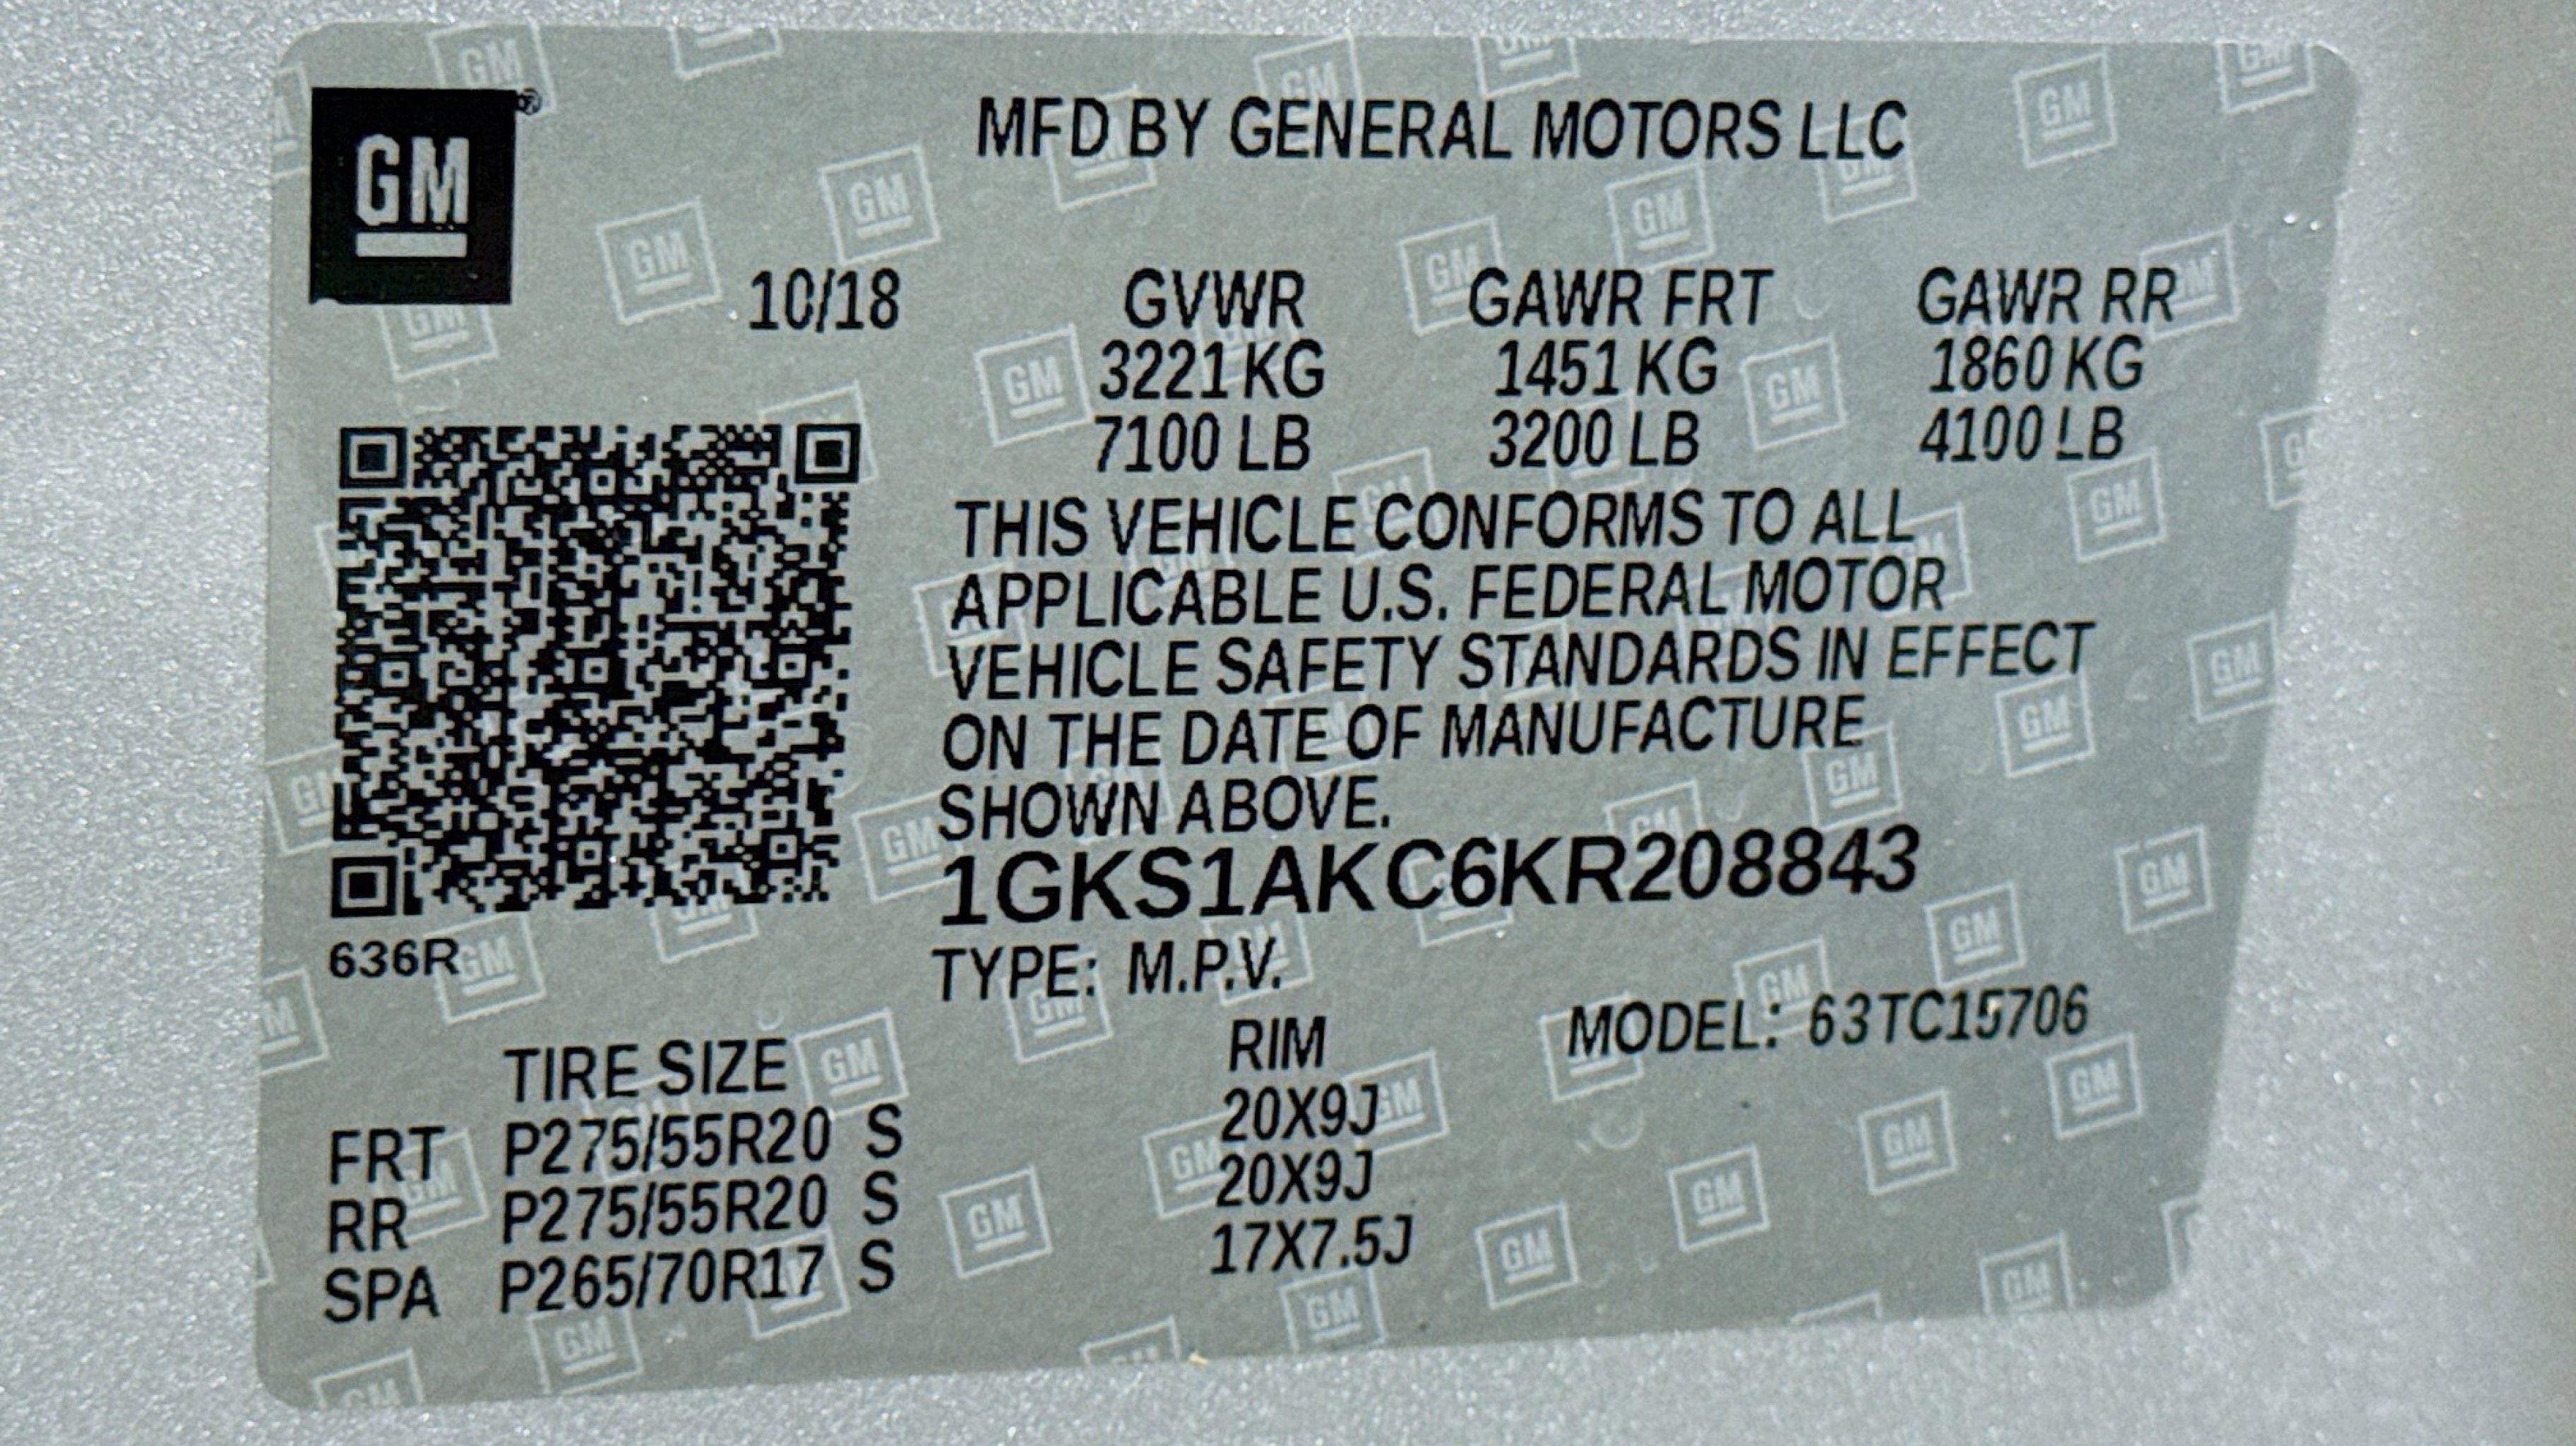 GM
MFD BY GENERAL MOTORS LLC
10/18 GVWR GAWR FRT GAWR RR
3221 KG 1451 KG 1860 KG
7100 LB 3200 LB 4100 LB
THIS VEHICLE CONFORMS TO ALL
APPLICABLE U.S. FEDERAL MOTOR
VEHICLE SAFETY STANDARDS IN EFFECT
ON THE DATE OF MANUFACTURE
SHOWN ABOVE.
1GKS1AKC6KR208843
636R
TYPE: M.P.V.
MODEL: 63TC15706
TIRE SIZE RIM
FRT P275/55R20 S 20X9J
RR P275/55R20 S 20X9J
SPA P265/70R17 S 17X7.5J